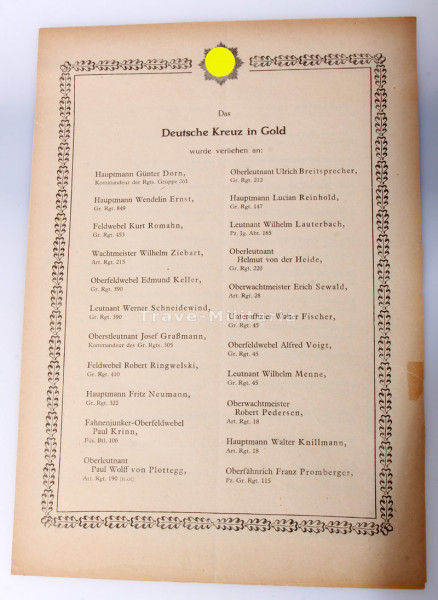 Das
Deutsche Kreuz in Gold
wurde verliehen an:
Hauptmann Günter Dorn,
Kommandeur der Rgts. Gruppe 251
Hauptmann Wendelin Ernst,
Gr. Rgt. 849
Feldwebel Kurt Romahn,
Gr. Rgt. 453
Wachtmeister Wilhelm Ziebart,
Art. Rgt. 215
Oberfeldwebel Edmund Keller,
Gr. Rgt. 390
Leutnant Werner Schneidewind,
Gr. Rgt. 390
Oberstleutnant Josef Graßmann,
Kommandeur des Gr. Rgts. 505
Feldwebel Robert Ringwelski,
Gr. Rgt. 410
Hauptmann Fritz Neumann,
Gr. Rgt. 322
Fahnenjunker-Oberfeldwebel
Paul Krinn,
Füs. Btl. 106
Oberleutnant
Paul Wolff von Plottegg,
Art. Rgt. 198
Oberleutnant Ulrich Breitsprecher,
Gr. Rgt. 212
Hauptmann Lucian Reinhold,
Gr. Rgt. 147
Leutnant Wilhelm Lauterbach,
Pz. Jg. Abt. 165
Oberleutnant
Helmut von der Heide,
Gr. Rgt. 220
Oberwachtmeister Erich Sewald,
Art. Rgt. 28
Unteroffizier Walter Fischer,
Gr. Rgt. 45
Oberfeldwebel Alfred Voigt,
Gr. Rgt. 45
Leutnant Wilhelm Menne,
Gr. Rgt. 45
Oberwachtmeister
Robert Pedersen,
Art. Rgt. 18
Hauptmann Walter Knillmann,
Art. Rgt. 18
Oberfähnrich Franz Promberger,
Pz. Gr. Rgt. 115